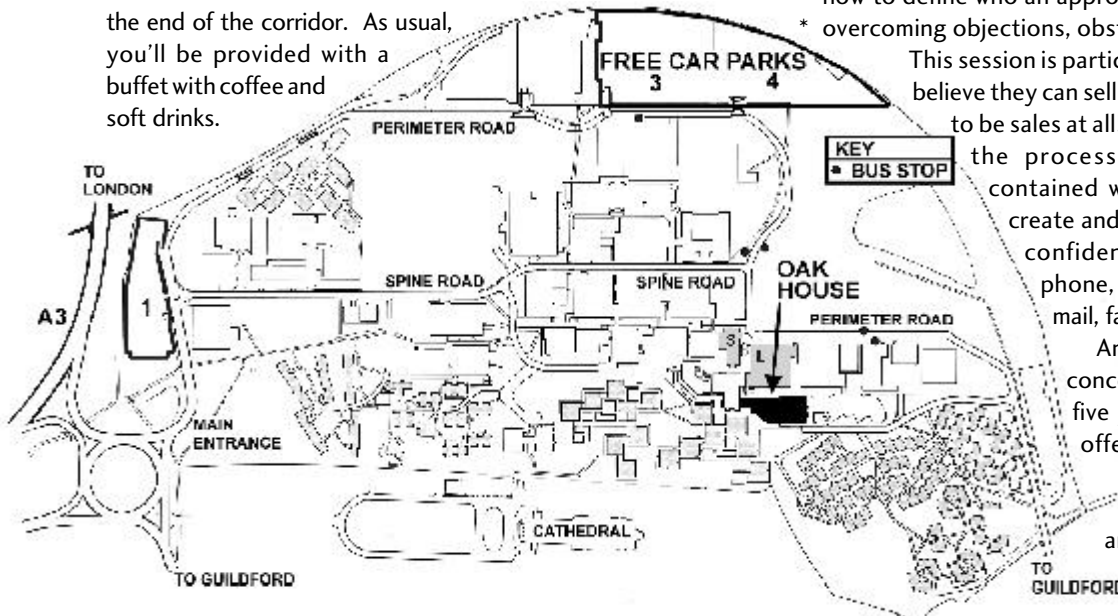 the end of the corridor. As usual,
you'll be provided with a
buffet with coffee and
soft drinks.
* overcoming objections, obst
This session is partic
believe they can sell
to be sales at all
the process
contained w
create and
confiden
phone,
mail, fa
An
conc
five
offe
a
FREE CAR PARKS
3 4
PERIMETER ROAD
KEY
• BUS STOP
TO
LONDON
A3
1
SPINE ROAD
SPINE ROAD
OAK
HOUSE
PERIMETER ROAD
S
L
MAIN
ENTRANCE
CATHEDRAL
TO GUILDFORD
TO
GUILDFORD